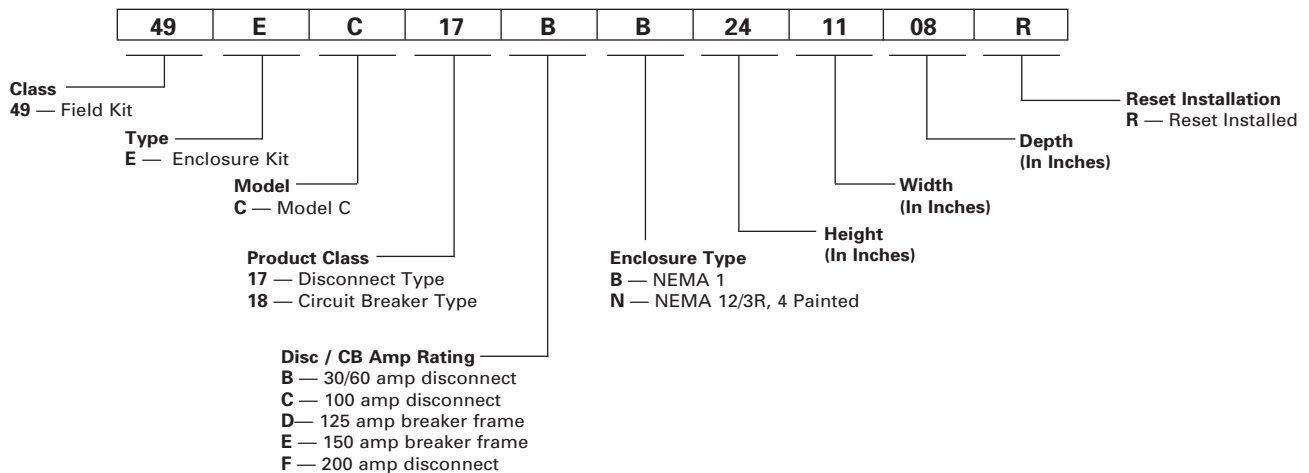 49 E C 17 B B 24 11 08 R
Class
49 — Field Kit
Type
E — Enclosure Kit
Model
C — Model C
Product Class
17 — Disconnect Type
18 — Circuit Breaker Type
Disc / CB Amp Rating
B — 30/60 amp disconnect
C — 100 amp disconnect
D— 125 amp breaker frame
E — 150 amp breaker frame
F — 200 amp disconnect
Enclosure Type
B — NEMA 1
N — NEMA 12/3R, 4 Painted
Height
(In Inches)
Width
(In Inches)
Depth
(In Inches)
Reset Installation
R — Reset Installed